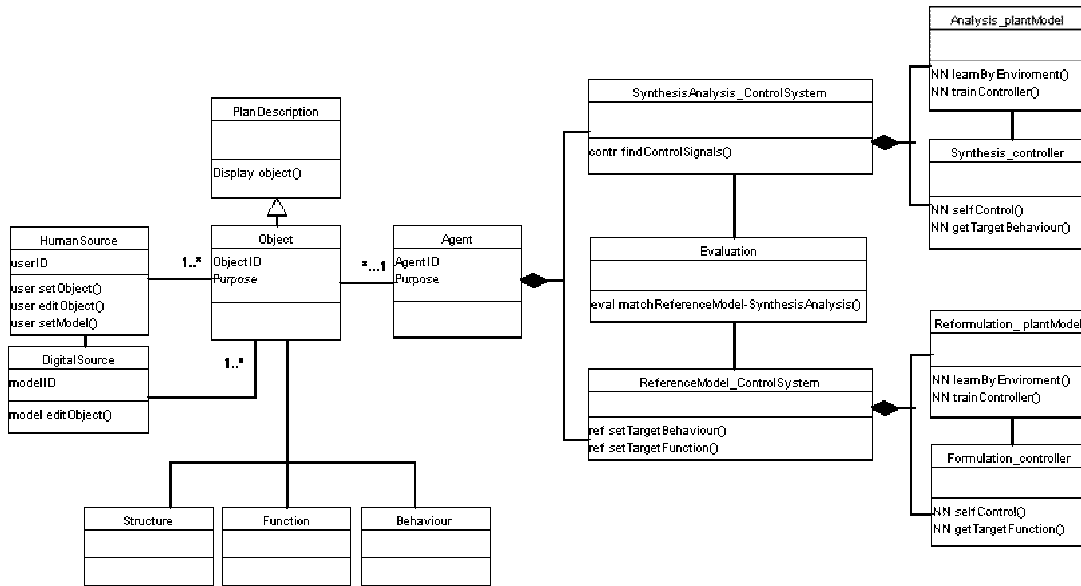 Analysis_plantModel
NN learnByEnviroment()
NN trainController()
SynthesisAnalysis_ControlSystem
contr findControlSignals()
Synthesis_controller
NN selfControl()
NN getTargetBehaviour()
PlanDescription
Display object()
HumanSource
userID
user setObject()
user editObject()
user setModel()
1..*
Object
ObjectID
Purpose
*...1
Agent
AgentID
Purpose
Evaluation
eval matchReferenceModel-SynthesisAnalysis()
DigitalSource
modelID
model editObject()
1..*
ReferenceModel_ControlSystem
ref setTargetBehaviour()
ref setTargetFunction()
Reformulation_plantModel
NN learnByEnviroment()
NN trainController()
Formulation_controller
NN selfControl()
NN getTargetFunction()
Structure
Function
Behaviour